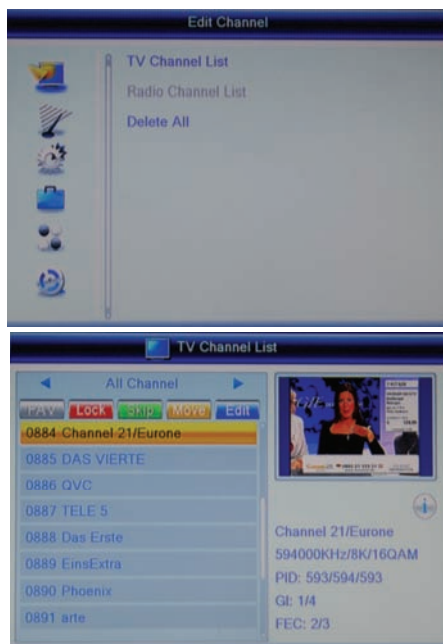 Edit Channel
TV Channel List
Radio Channel List
Delete All
TV Channel List
All Channel
FAV Lock Skip Move Edit
0884 Channel 21/Eurone
0885 DAS VIERTE
0886 QVC
0887 TELE 5
0888 Das Erste
0889 EinsExtra
0890 Phoenix
0891 arte
Channel 21/Eurone
594000KHz/8K/16QAM
PID: 593/594/593
GI: 1/4
FEC: 2/3